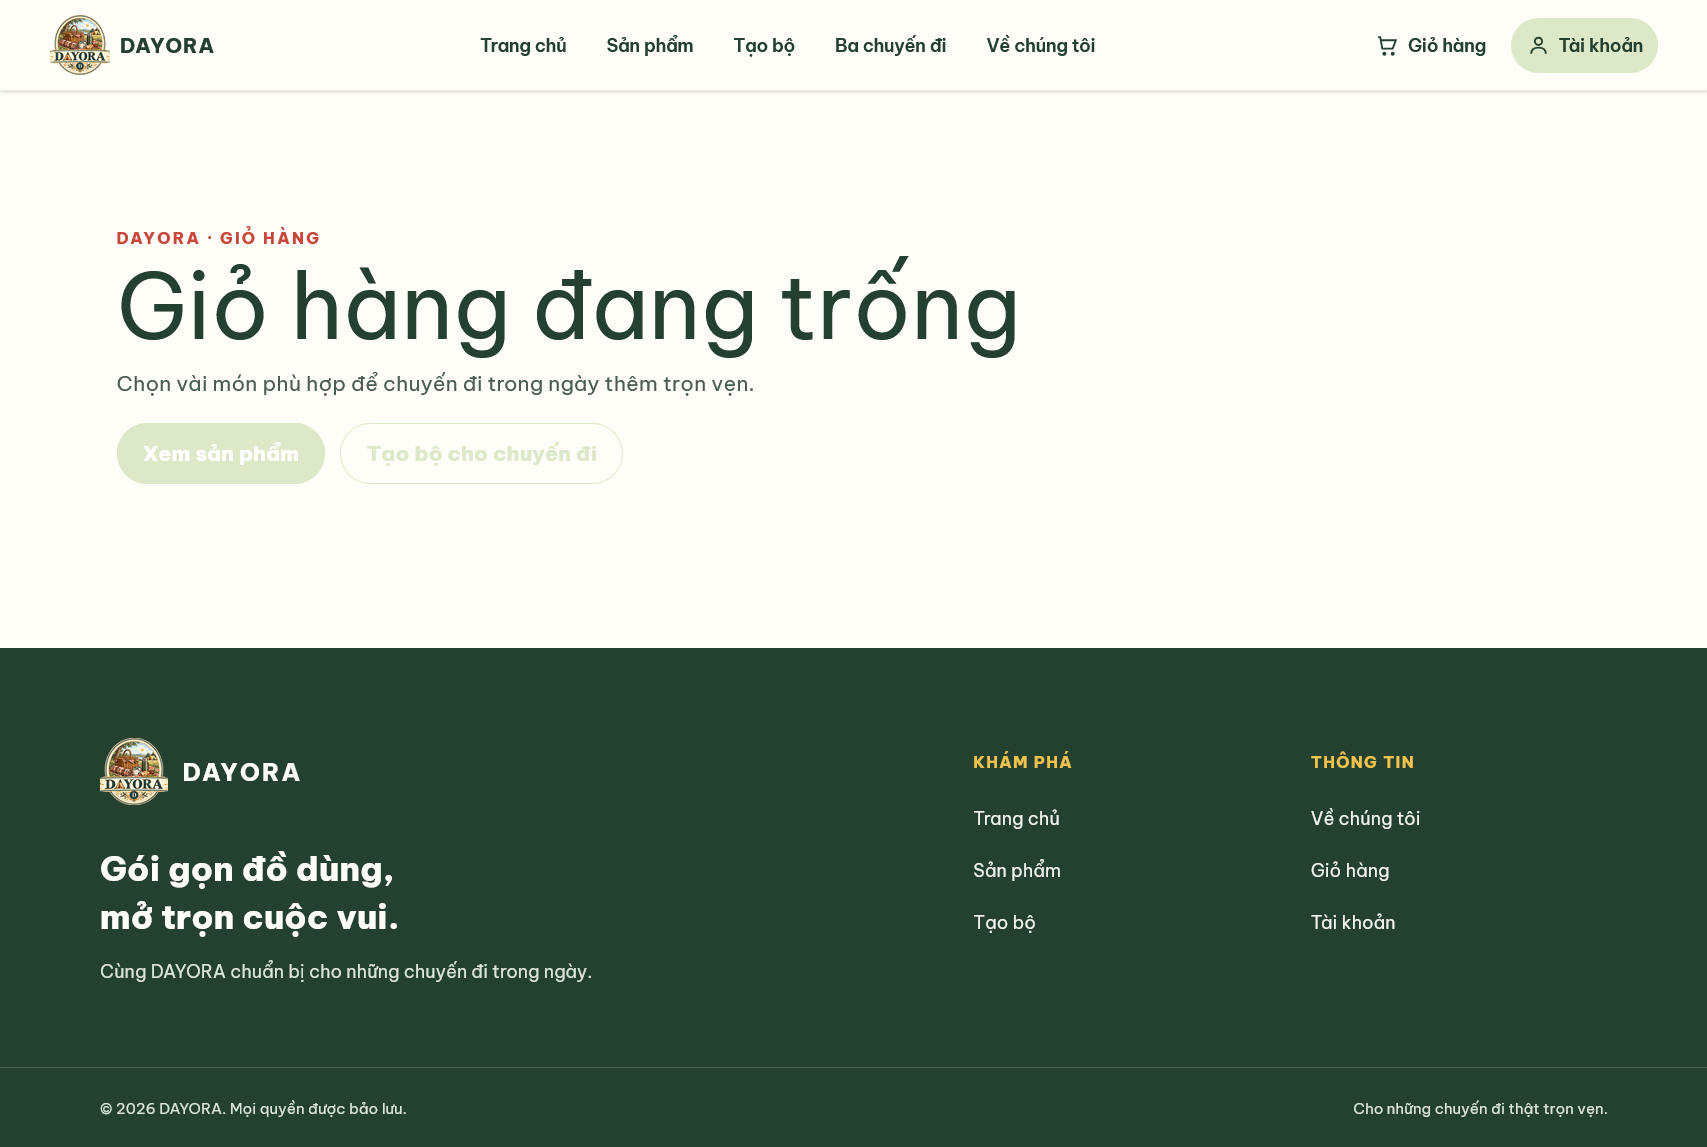 DAYORA
DAYORA
Trang chủ
Sản phẩm
Tạo bộ
Ba chuyến đi
Về chúng tôi
Giỏ hàng
Tài khoản
DAYORA · GIỎ HÀNG
Giỏ hàng đang trống
Chọn vài món phù hợp để chuyến đi trong ngày thêm trọn vẹn.
Xem sản phẩm
Tạo bộ cho chuyến đi
DAYORA
D
DAYORA
Gói gọn đồ dùng,
mở trọn cuộc vui.
Cùng DAYORA chuẩn bị cho những chuyến đi trong ngày.
KHÁM PHÁ
Trang chủ
Sản phẩm
Tạo bộ
THÔNG TIN
Về chúng tôi
Giỏ hàng
Tài khoản
© 2026 DAYORA. Mọi quyền được bảo lưu.
Cho những chuyến đi thật trọn vẹn.